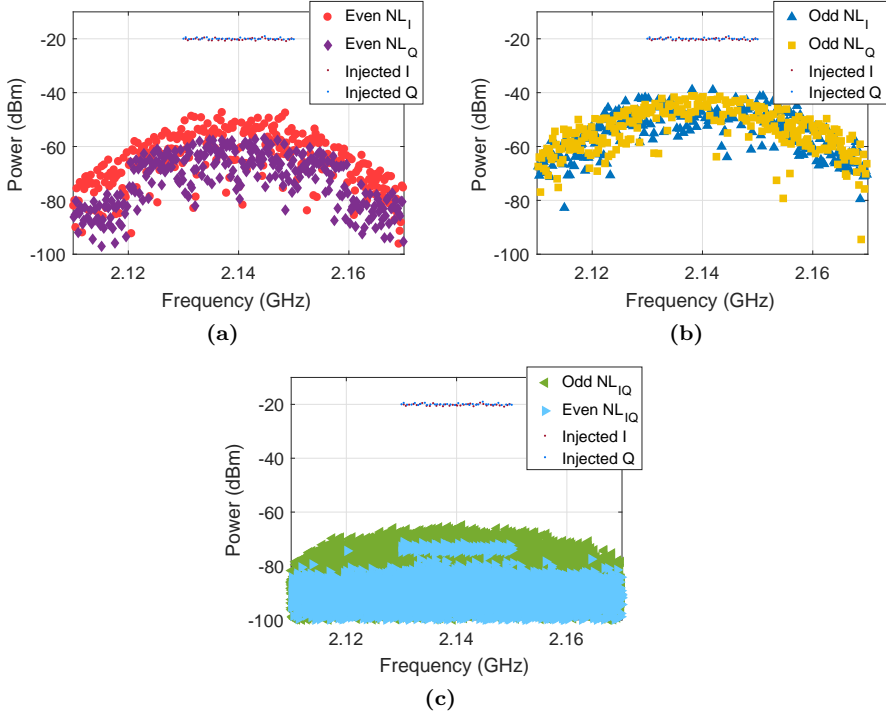 Even NL_I
Even NL_Q
Injected I
Injected Q
-20
-40
-60
-80
-100
Power (dBm)
2.12
2.14
2.16
Frequency (GHz)
(a)
Odd NL_I
Odd NL_Q
Injected I
Injected Q
-20
-40
-60
-80
-100
Power (dBm)
2.12
2.14
2.16
Frequency (GHz)
(b)
Odd NL_IQ
Even NL_IQ
Injected I
Injected Q
-20
-40
-60
-80
-100
Power (dBm)
2.12
2.14
2.16
Frequency (GHz)
(c)